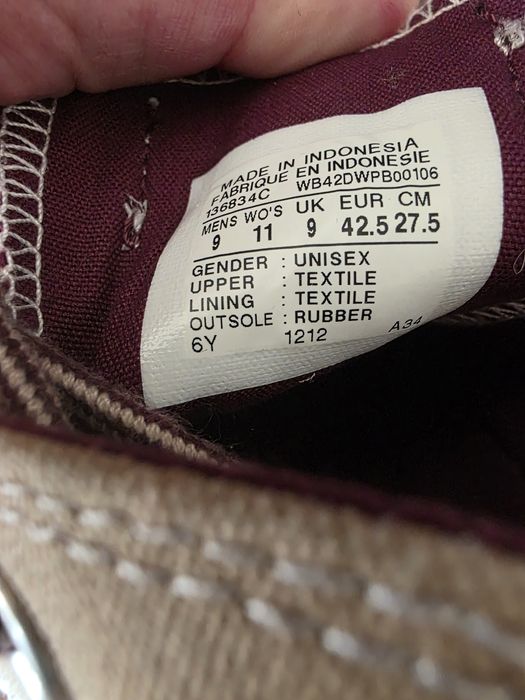 MADE IN INDONESIA
FABRIQUE EN INDONESIE
136834C WB42DWPB00106
MENS WO'S UK EUR CM
9 11 9 42.5 27.5
GENDER : UNISEX
UPPER : TEXTILE
LINING : TEXTILE
OUTSOLE : RUBBER
6Y 1212 A34